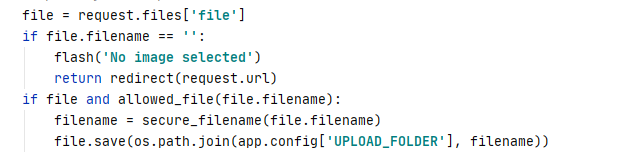 file = request.files['file']
if file.filename == '':
    flash('No image selected')
    return redirect(request.url)
if file and allowed_file(file.filename):
    filename = secure_filename(file.filename)
    file.save(os.path.join(app.config['UPLOAD_FOLDER'], filename))